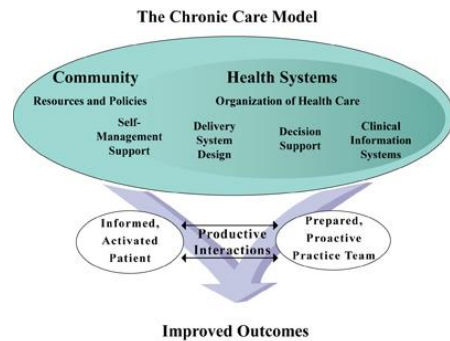 The Chronic Care Model
Community
Health Systems
Resources and Policies
Organization of Health Care
Self-
Management
Support
Delivery
System
Design
Decision
Support
Clinical
Information
Systems
Informed,
Activated
Patient
Productive
Interactions
Prepared,
Proactive
Practice Team
Improved Outcomes